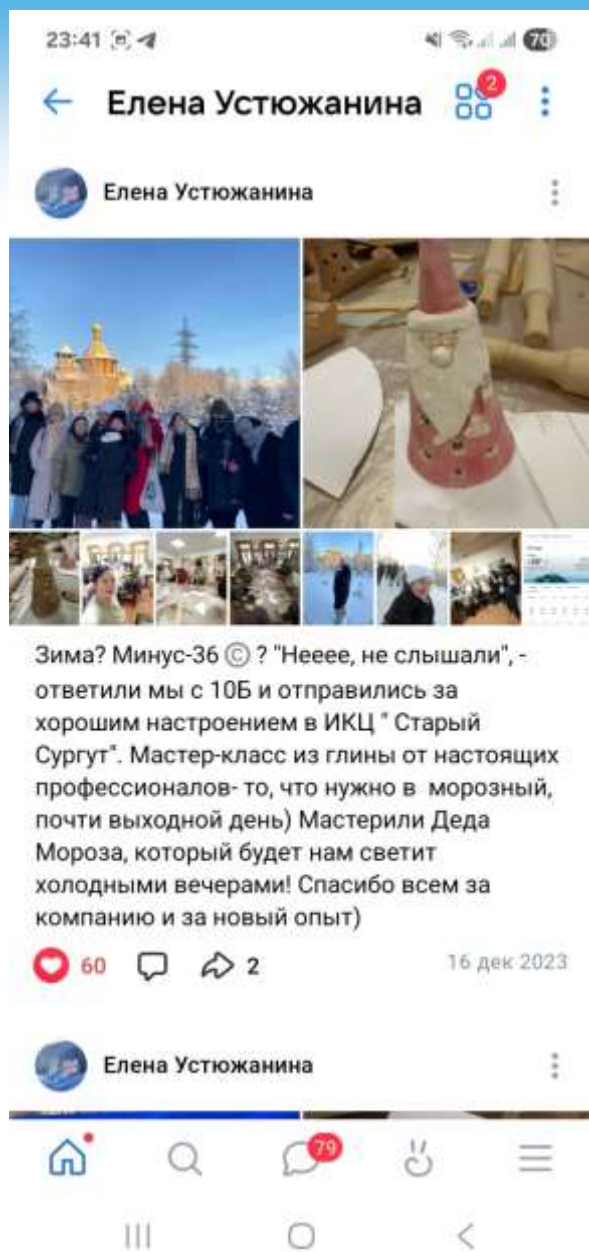 23:41
70
Елена Устюжанина
2
Елена Устюжанина
Зима? Минус-36 © ? "Нееее, не слышали", -
ответили мы с 10Б и отправились за
хорошим настроением в ИКЦ " Старый
Сургут". Мастер-класс из глины от настоящих
профессионалов- то, что нужно в  морозный,
почти выходной день) Мастерили Деда
Мороза, который будет нам светит
холодными вечерами! Спасибо всем за
компанию и за новый опыт)
60
2
16 дек 2023
Елена Устюжанина
79